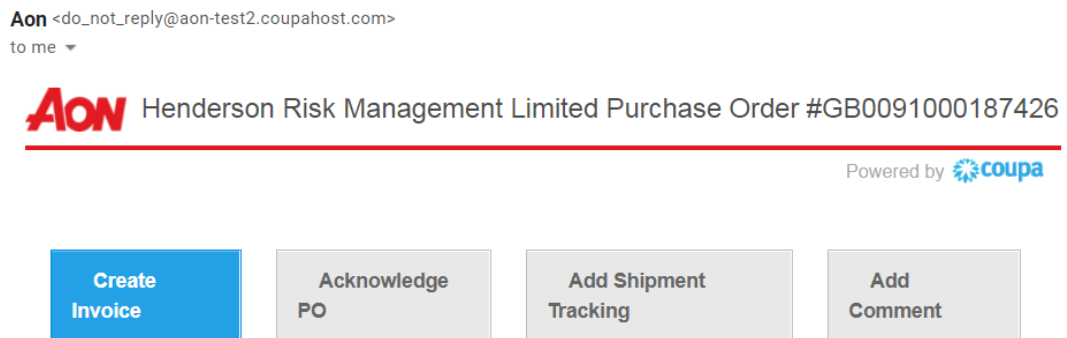 Aon <do_not_reply@aon-test2.coupahost.com>
to me
AON Henderson Risk Management Limited Purchase Order #GB0091000187426
Powered by coupa
Create Invoice
Acknowledge PO
Add Shipment Tracking
Add Comment